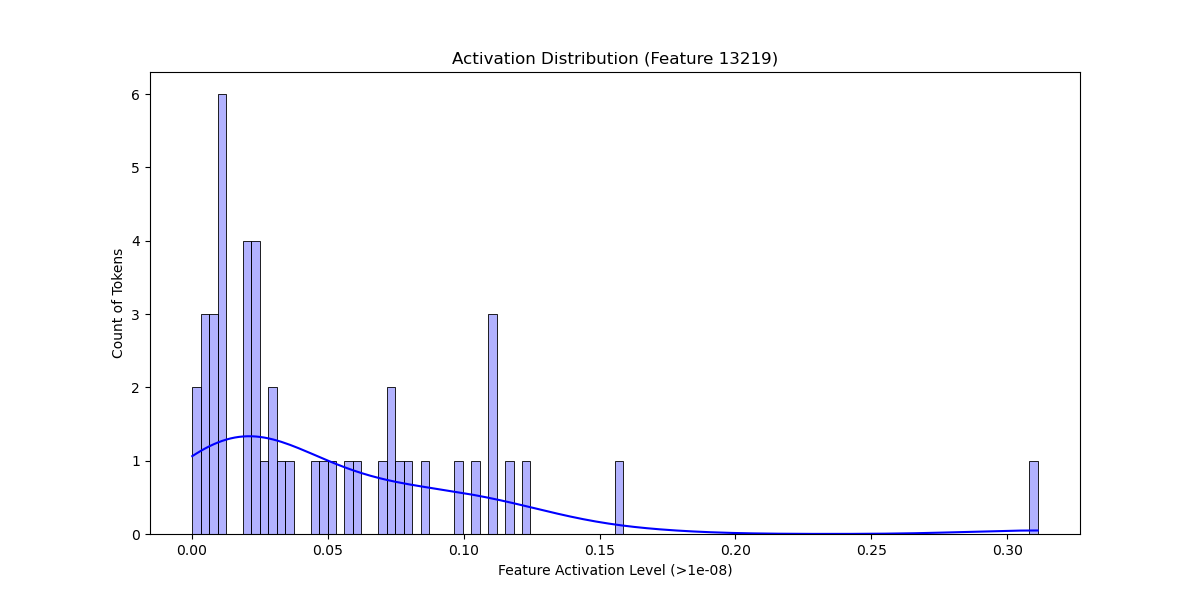 Activation Distribution (Feature 13219)
Count of Tokens
6
5
4
3
2
1
0
0.00 0.05 0.10 0.15 0.20 0.25 0.30
Feature Activation Level (>1e-08)